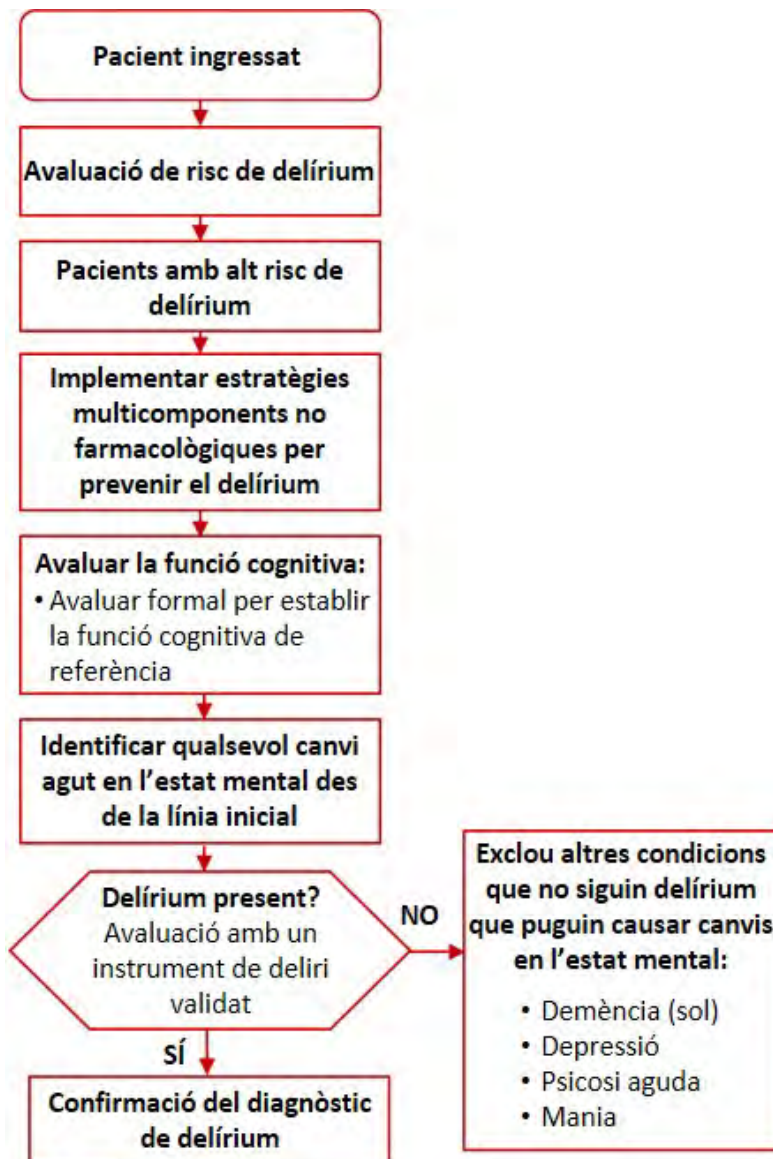 Pacient ingressat
Avaluació de risc de delírium
Pacients amb alt risc de
delírium
Implementar estratègies
multicomponents no
farmacològiques per
prevenir el delírium
Avaluar la funció cognitiva:
• Avaluar formal per establir
la funció cognitiva de
referència
Identificar qualsevol canvi
agut en l'estat mental des
de la línia inicial
Delírium present?
Avaluació amb un
instrument de deliri
validat
NO
Exclou altres condicions
que no siguin delírium
que puguin causar canvis
en l'estat mental:
• Demència (sol)
• Depressió
• Psicosi aguda
• Mania
SÍ
Confirmació del diagnòstic
de delírium